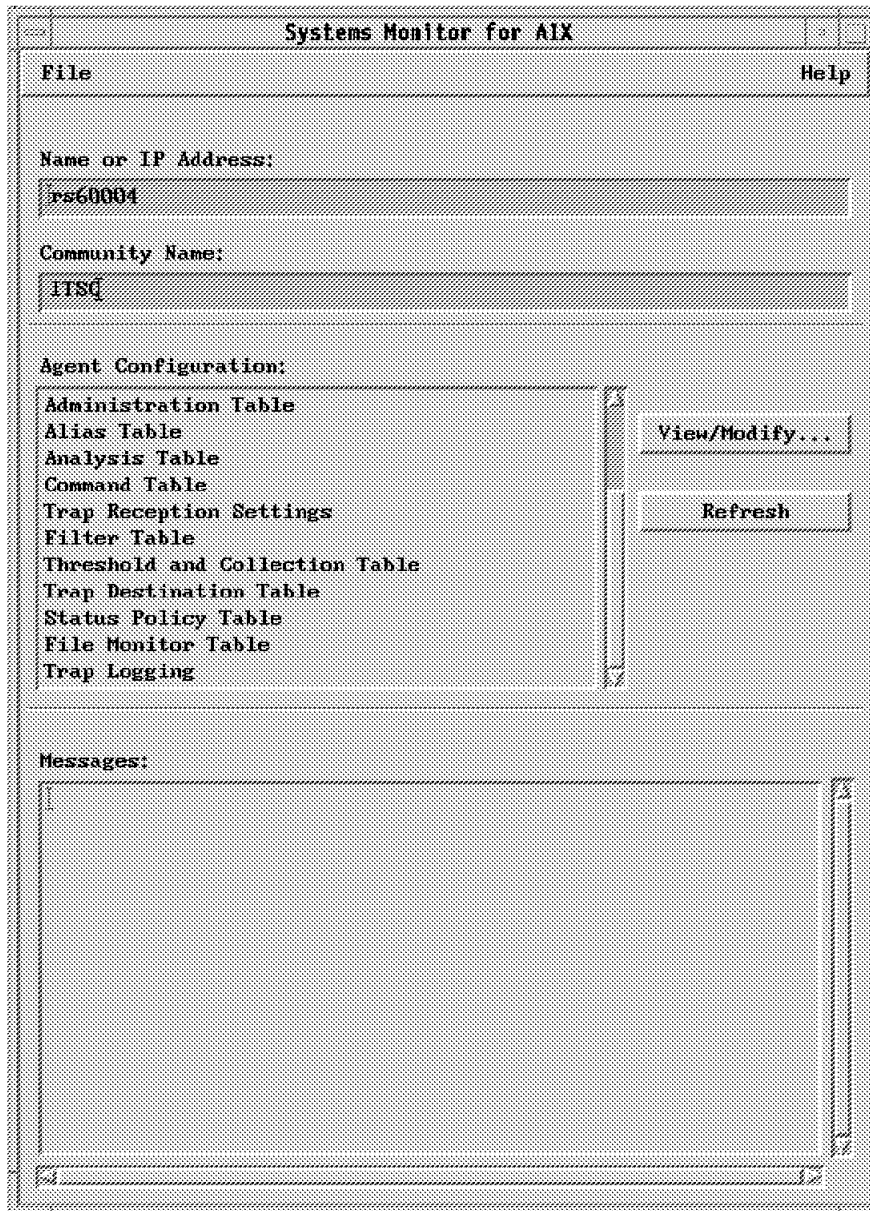 Systems Monitor for AIX
File Help
Name or IP Address:
rs60004
Community Name:
ITSC
Agent Configuration:
Administration Table
Alias Table
Analysis Table
Command Table
Trap Reception Settings
Filter Table
Threshold and Collection Table
Trap Destination Table
Status Policy Table
File Monitor Table
Trap Logging
View/Modify...
Refresh
Messages: